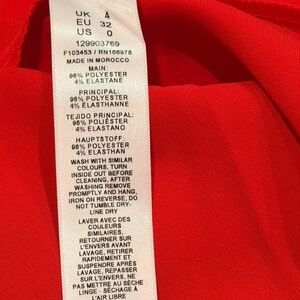 UK 4
EU 32
US 0
129903769
F103453 / RN166978
MADE IN MOROCCO
MAIN:
96% POLYESTER
4% ELASTHANE
PRINCIPAL:
96% POLYESTER
4% ÉLASTHANNE
TEJIDO PRINCIPAL:
96% POLIÉSTER
4% ELASTANO
HAUPTSTOFF:
96% POLYESTER
4% ELASTHAN
WASH WITH SIMILAR
COLOURS, TURN
INSIDE OUT BEFORE
CLEANING, AFTER
WASHING REMOVE
PROMPTLY AND HANG,
IRON ON REVERSE, DO
NOT TUMBLE DRY-
LINE DRY
LAVER AVEC DES
COULEURS
SIMILAIRES,
RETOURNER SUR
L'ENVERS AVANT
LAVAGE, RETIRER
RAPIDEMENT ET
SUSPENDRE APRÈS
LAVAGE, REPASSER
SUR L'ENVERS. NE
PAS METTRE AU SÈCHE
LINGE - SÉCHAGE À
L'AIR LIBRE